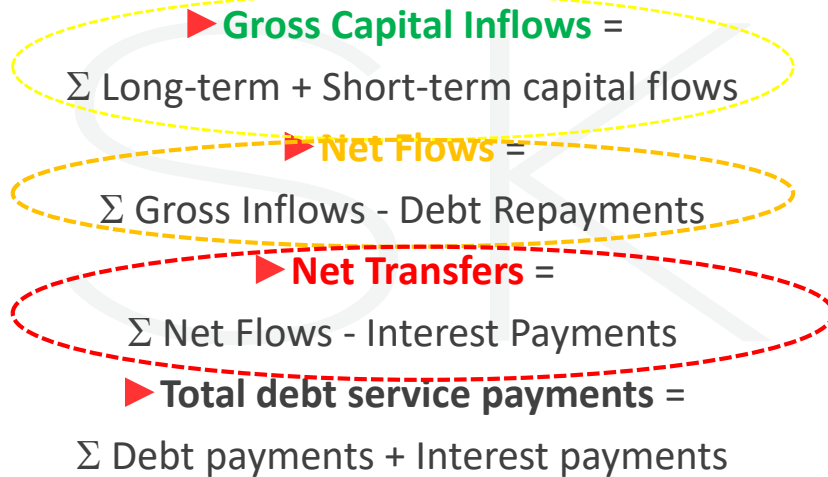 ►Gross Capital Inflows =
Σ Long-term + Short-term capital flows
►Net Flows =
Σ Gross Inflows - Debt Repayments
►Net Transfers =
Σ Net Flows - Interest Payments
►Total debt service payments =
Σ Debt payments + Interest payments
SK